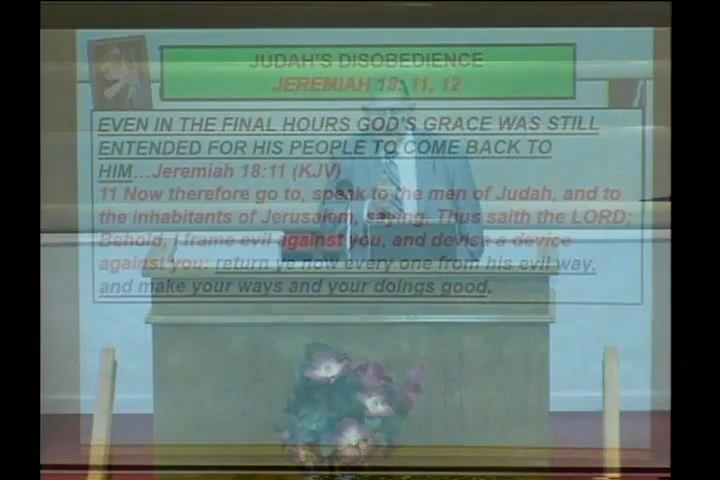 JUDAH'S DISOBEDIENCE
JEREMIAH 18: 11, 12
EVEN IN THE FINAL HOURS GOD'S GRACE WAS STILL
ENTENDED FOR HIS PEOPLE TO COME BACK TO
HIM...Jeremiah 18:11 (KJV)
11 Now therefore go to, speak to the men of Judah, and to
the inhabitants of Jerusalem, saying, Thus saith the LORD;
Behold, I frame evil against you, and devise a device
against you: return ye now every one from his evil way,
and make your ways and your doings good.